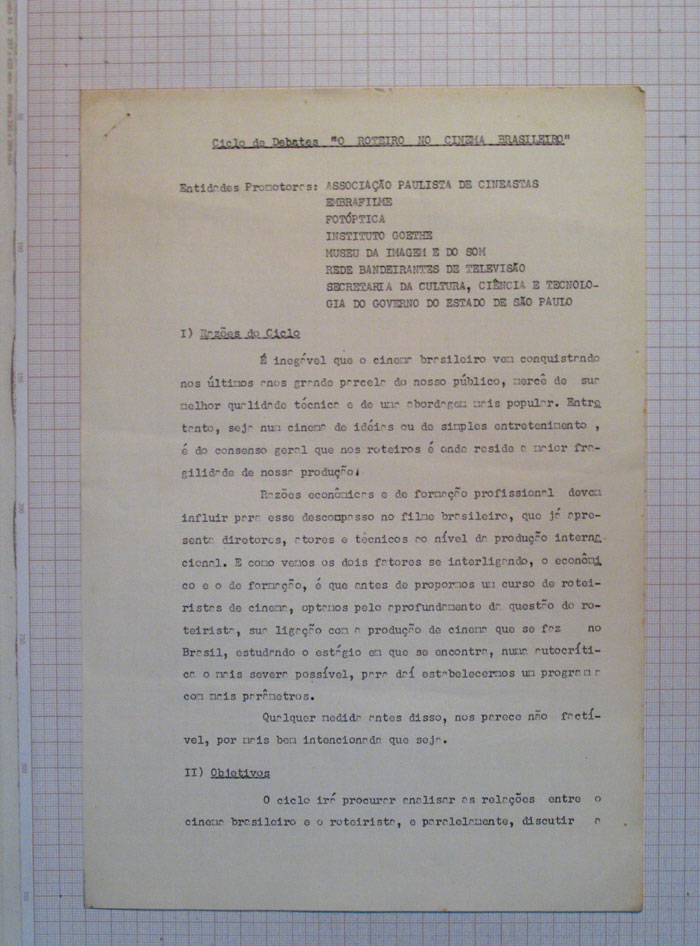 Ciclo de Debates "O ROTEIRO NO CINEMA BRASILEIRO"
Entidades Promotoras: ASSOCIAÇÃO PAULISTA DE CINEASTAS
EMBRAFILME
FOTÓPTICA
INSTITUTO GOETHE
MUSEU DA IMAGEM E DO SOM
REDE BANDEIRANTES DE TELEVISÃO
SECRETARIA DA CULTURA, CIÊNCIA E TECNOLO-
GIA DO GOVERNO DO ESTADO DE SÃO PAULO
I) Razões do Ciclo
É inegável que o cinema brasileiro vem conquistando
nos últimos anos grande parcela do nosso público, mercê de sua
melhor qualidade técnica e de uma abordagem mais popular. Entre
tanto, seja num cinema de idéias ou de simples entretenimento ,
é do consenso geral que nos roteiros é onde reside a maior fra-
gilidade de nossa produção.
Razões econômicas e de formação profissional devem
influir para esse descompasso no filme brasileiro, que já apre-
senta diretores, atores e técnicos ao nível da produção interna
cional. E como vemos os dois fatores se interligando, o econômi
co e o de formação, é que antes de propormos um curso de rotei-
ristas de cinema, optamos pelo aprofundamento da questão do ro-
teirista, sua ligação com a produção de cinema que se faz no
Brasil, estudando o estágio em que se encontra, numa autocríti-
ca o mais severa possível, para daí estabelecermos um programa
com mais parâmetros.
Qualquer medida antes disso, nos parece não factí-
vel, por mais bem intencionada que seja.
II) Objetivos
O ciclo irá procurar analisar as relações entre o
cinema brasileiro e o roteirista, e paralelamente, discutir a